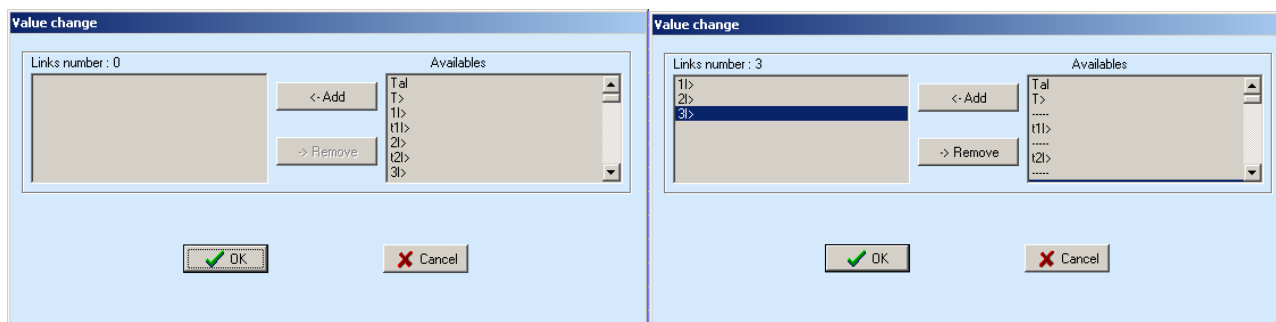 Value change
Links number : 0
Availables
<- Add
-> Remove
Tal
T>
1I>
t1I>
2I>
t2I>
3I>
OK
Cancel
Value change
Links number : 3
Availables
1I>
2I>
3I>
<- Add
-> Remove
Tal
T>
-----
t1I>
-----
t2I>
-----
OK
Cancel